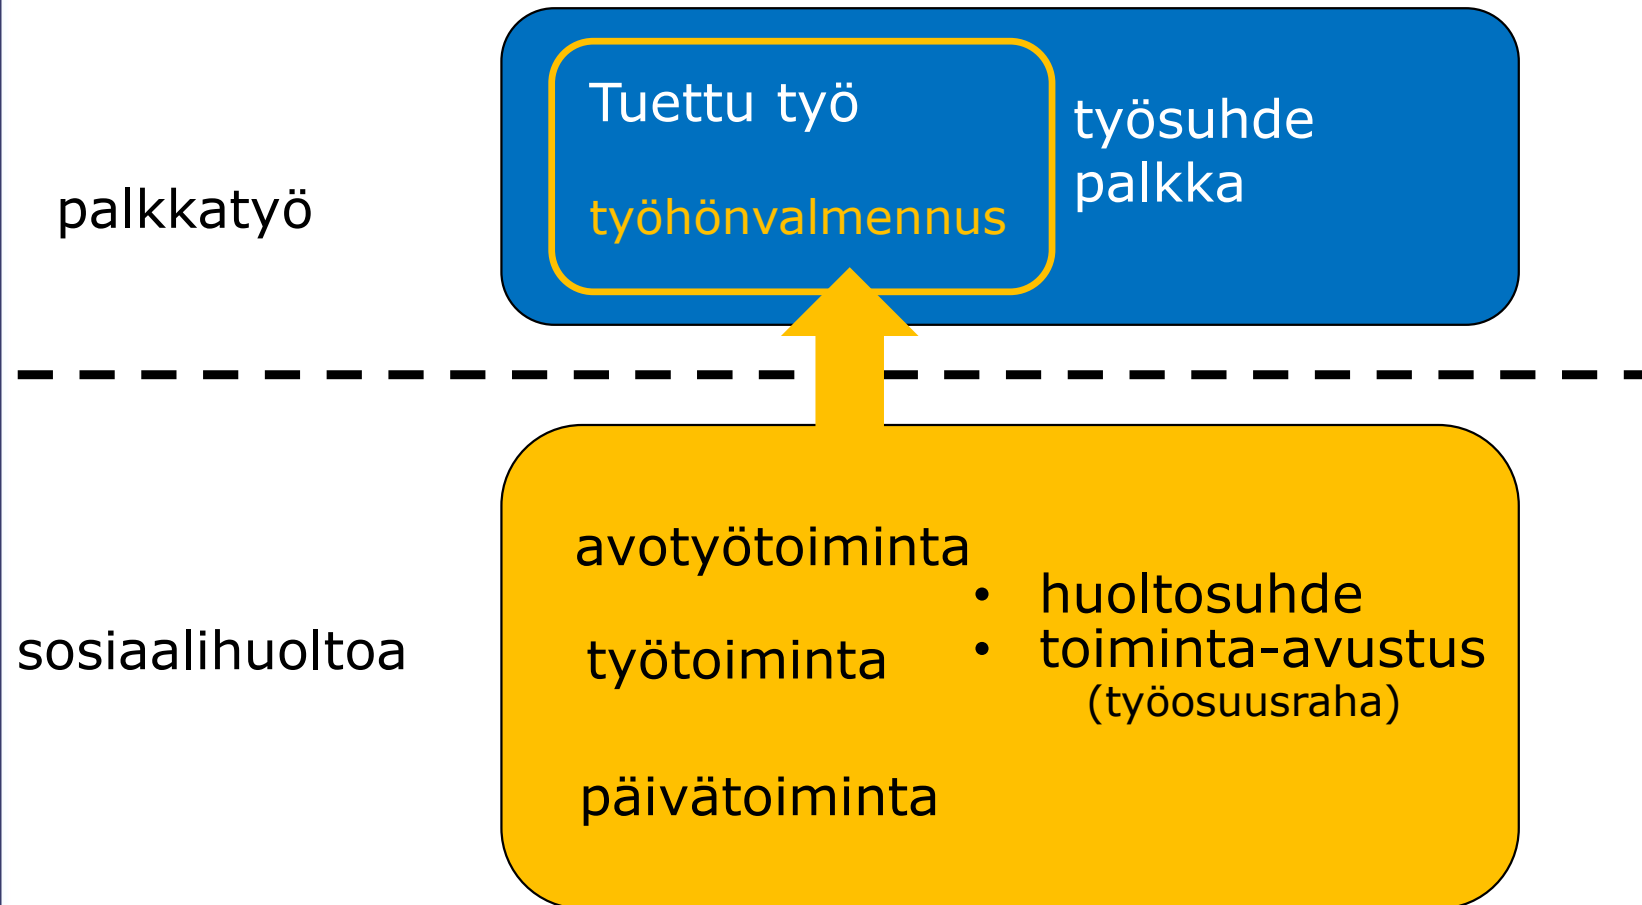 palkkatyö
Tuettu työ
työhönvalmennus
työsuhde
palkka
sosiaalihuoltoa
avotyötoiminta
työtoiminta
päivätoiminta
• huoltosuhde
• toiminta-avustus
(työosuusraha)